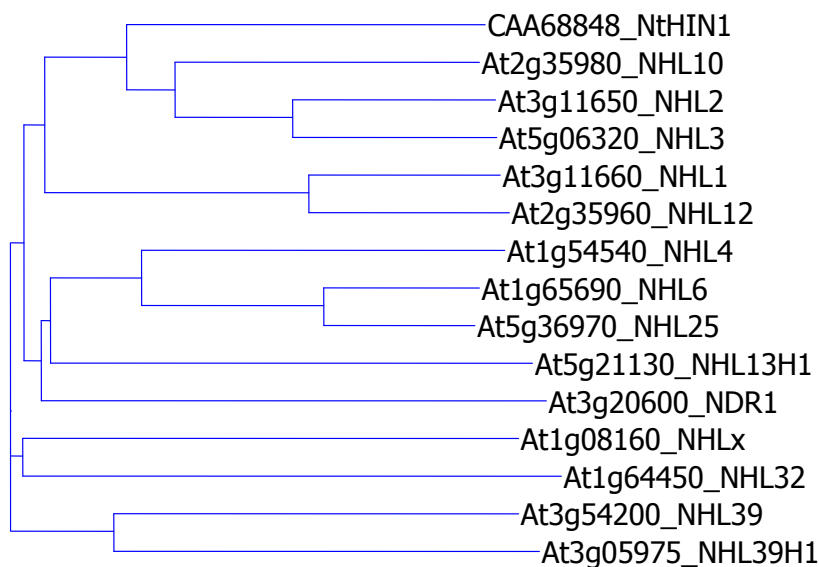 CAA68848_NtHIN1
At2g35980_NHL10
At3g11650_NHL2
At5g06320_NHL3
At3g11660_NHL1
At2g35960_NHL12
At1g54540_NHL4
At1g65690_NHL6
At5g36970_NHL25
At5g21130_NHL13H1
At3g20600_NDR1
At1g08160_NHLx
At1g64450_NHL32
At3g54200_NHL39
At3g05975_NHL39H1